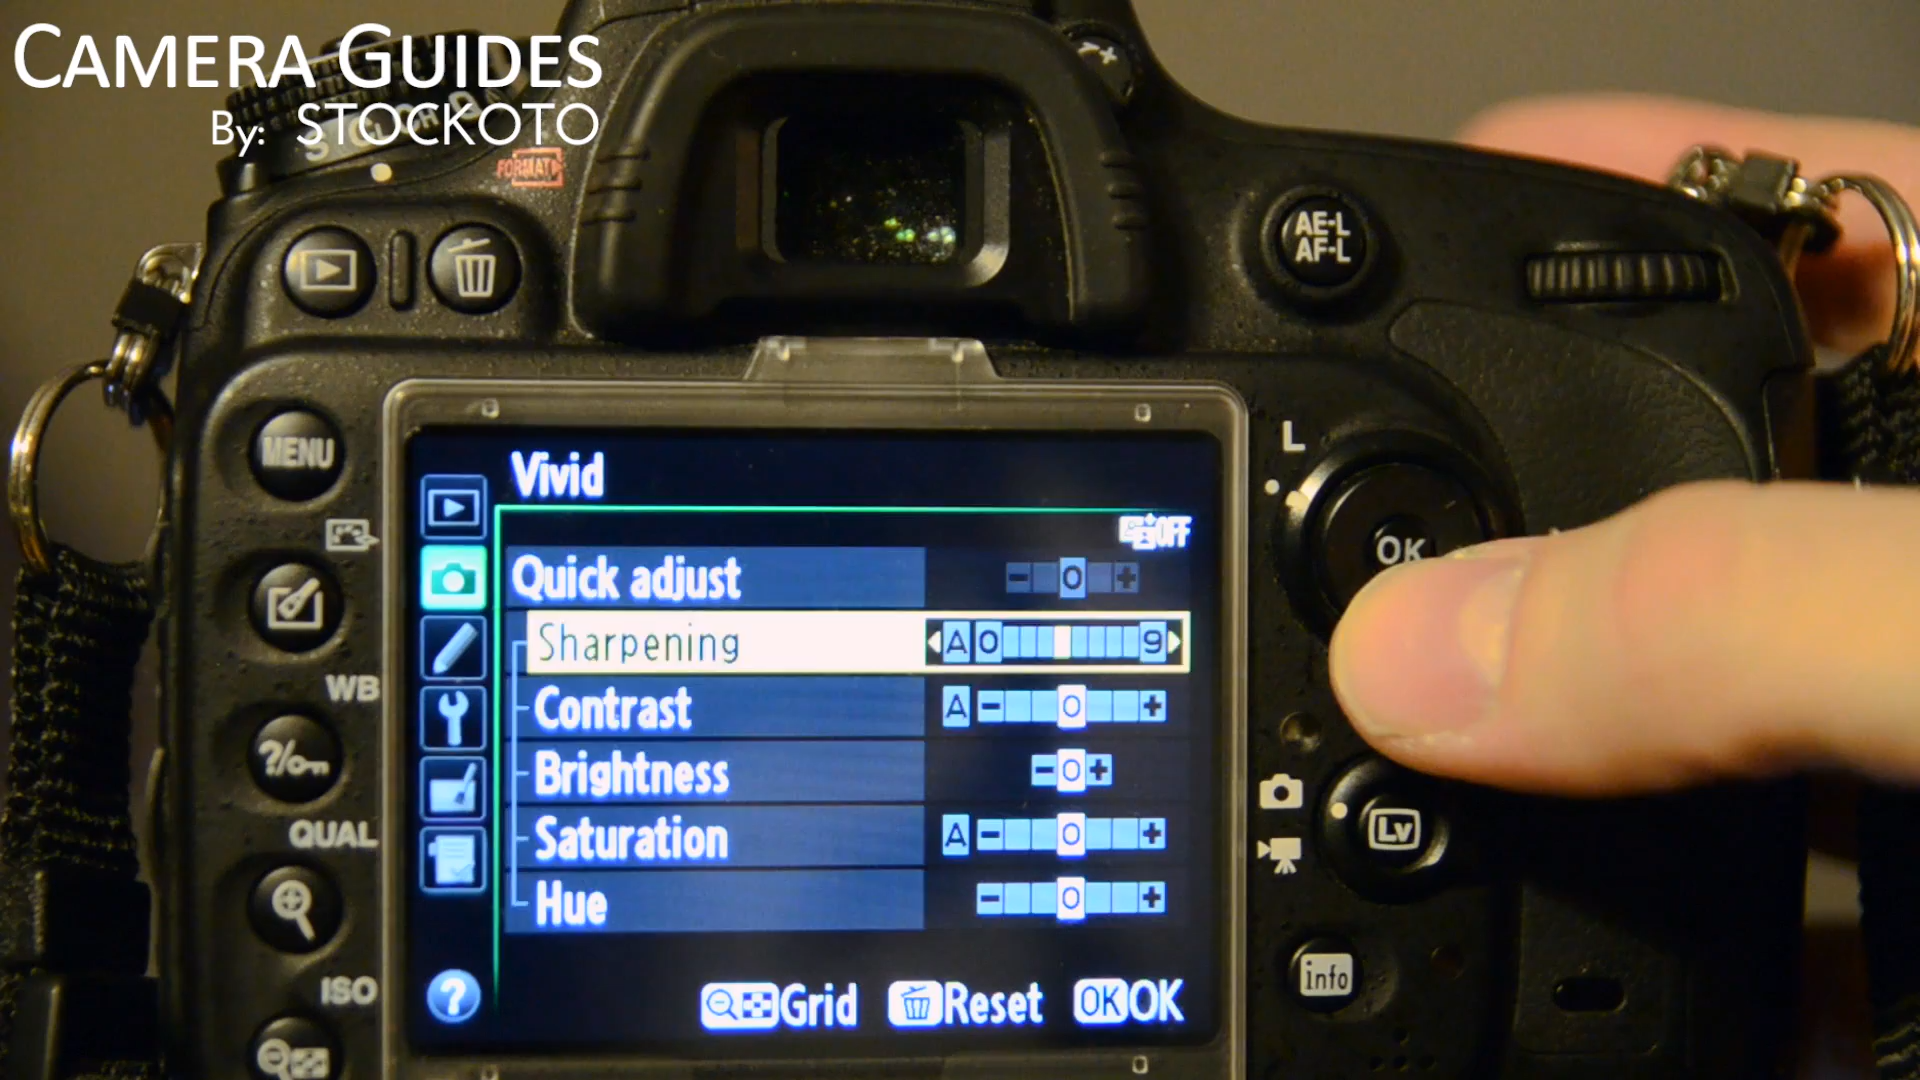 CAMERA GUIDES
By: STOCKOTO
FORMAT
AE-L
AF-L
MENU
L
Vivid
OFF
Quick adjust - 0 +
OK
Sharpening A 0 9
WB
Contrast A - 0 +
?/
Brightness - 0 +
QUAL
Saturation A - 0 +
Lv
Hue - 0 +
info
ISO
? Grid Reset OK OK